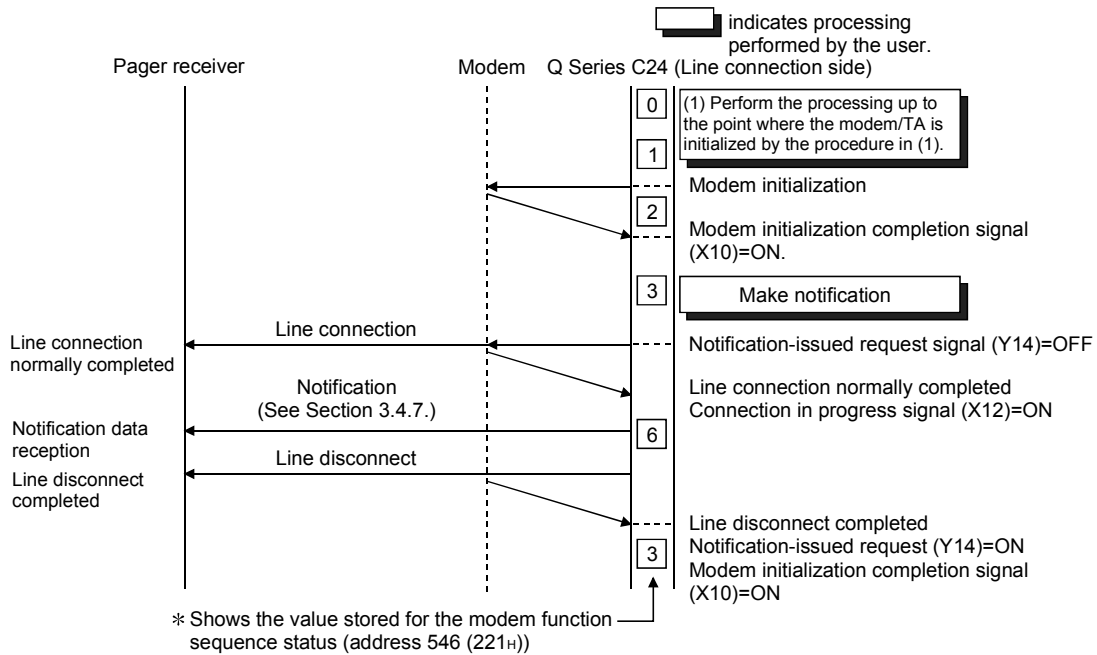 indicates processing
performed by the user.
Pager receiver
Modem
Q Series C24 (Line connection side)
0
(1) Perform the processing up to
the point where the modem/TA is
initialized by the procedure in (1).
1
Modem initialization
2
Modem initialization completion signal
(X10)=ON.
3
Make notification
Line connection
Line connection
normally completed
Notification-issued request signal (Y14)=OFF
Notification
(See Section 3.4.7.)
Line connection normally completed
Connection in progress signal (X12)=ON
Notification data
reception
6
Line disconnect
Line disconnect
completed
Line disconnect completed
Notification-issued request (Y14)=ON
Modem initialization completion signal
(X10)=ON
3
* Shows the value stored for the modem function
sequence status (address 546 (221H))